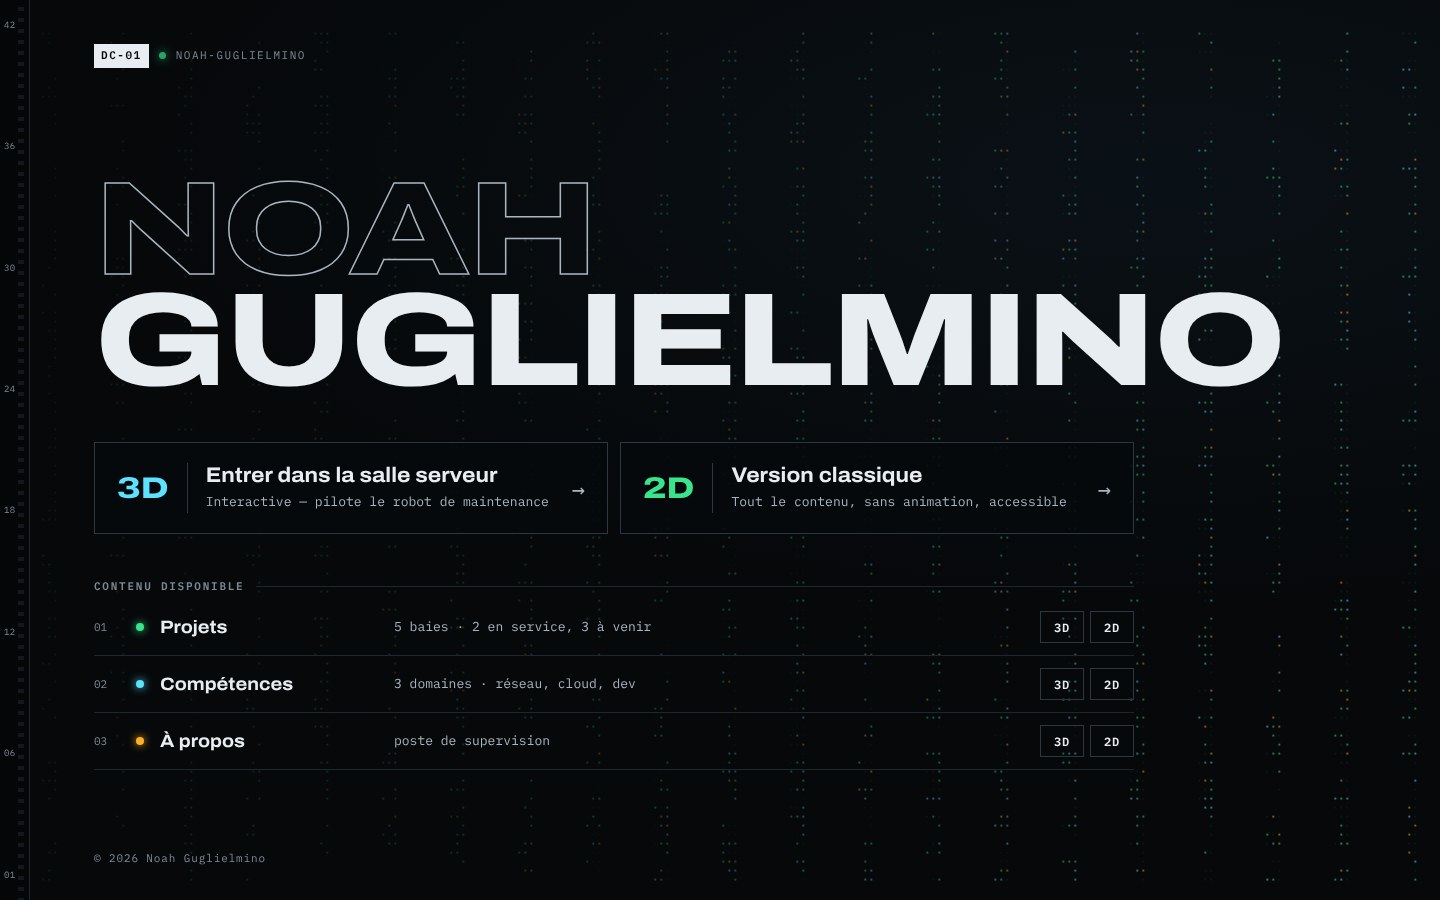 42
36
30
24
18
12
06
01
DC-01 NOAH-GUGLIELMINO
NOAH
GUGLIELMINO
3D Entrer dans la salle serveur →
Interactive — pilote le robot de maintenance
2D Version classique →
Tout le contenu, sans animation, accessible
CONTENU DISPONIBLE
01 Projets 5 baies · 2 en service, 3 à venir 3D 2D
02 Compétences 3 domaines · réseau, cloud, dev 3D 2D
03 À propos poste de supervision 3D 2D
© 2026 Noah Guglielmino